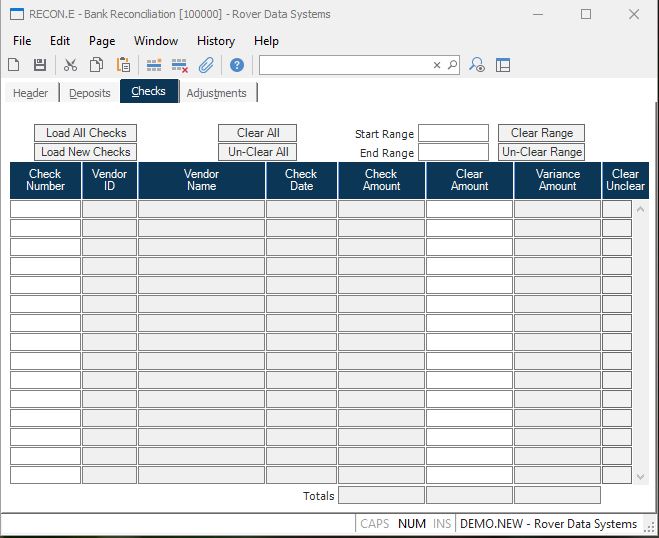 RECON.E - Bank Reconciliation [100000] - Rover Data Systems
File Edit Page Window History Help
Header Deposits Checks Adjustments
Load All Checks Clear All Start Range Clear Range
Load New Checks Un-Clear All End Range Un-Clear Range
Check Number Vendor ID Vendor Name Check Date Check Amount Clear Amount Variance Amount Clear Unclear
Totals
CAPS NUM INS DEMO.NEW - Rover Data Systems